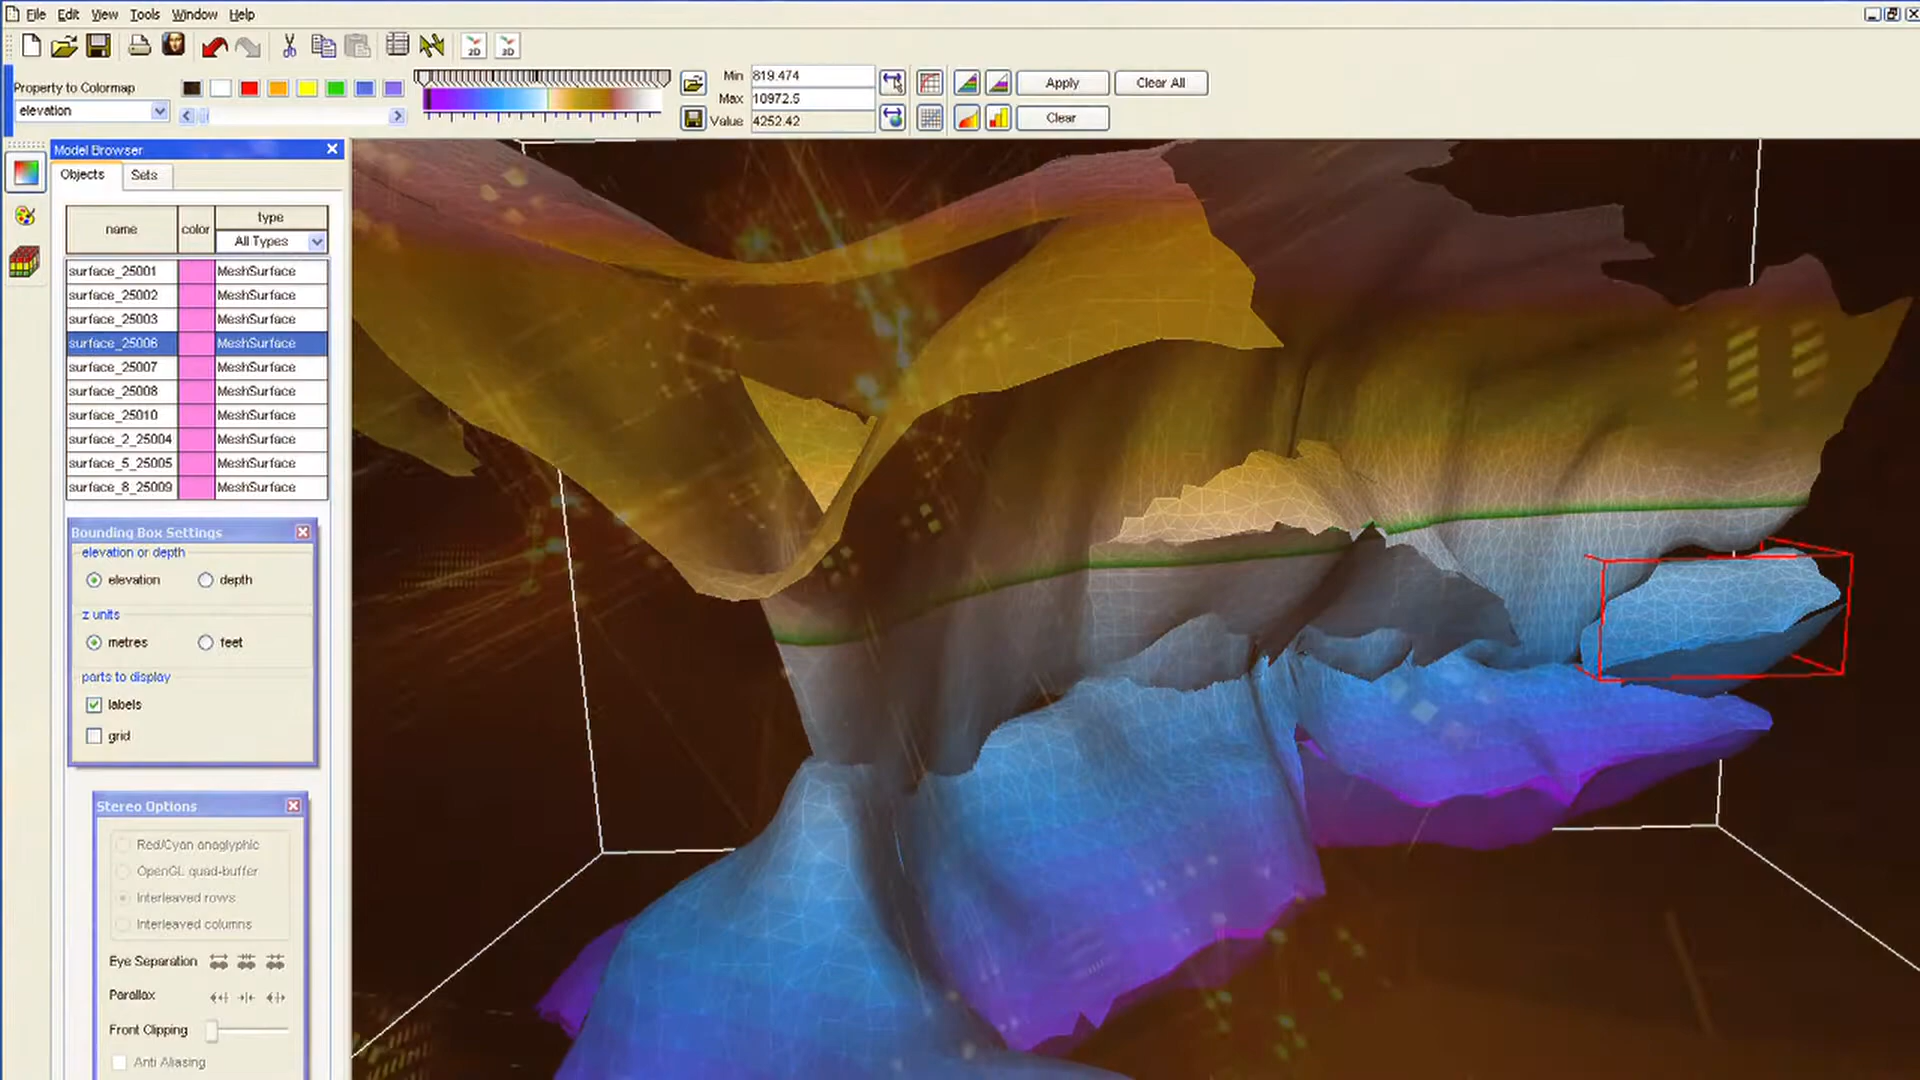 File Edit View Tools Window Help
2D 3D
Property to Colormap
elevation
Min 819.474
Max 10972.5
Value 4252.42
Apply Clear All
Clear
Model Browser
Objects Sets
name color type
All Types
surface_25001 MeshSurface
surface_25002 MeshSurface
surface_25003 MeshSurface
surface_25006 MeshSurface
surface_25007 MeshSurface
surface_25008 MeshSurface
surface_25010 MeshSurface
surface_2_25004 MeshSurface
surface_5_25005 MeshSurface
surface_8_25009 MeshSurface
Bounding Box Settings
elevation or depth
elevation depth
z units
metres feet
parts to display
labels
grid
Stereo Options
Red/Cyan anaglyphic
OpenGL quad-buffer
Interleaved rows
Interleaved columns
Eye Separation
Parallax
Front Clipping
Anti Aliasing